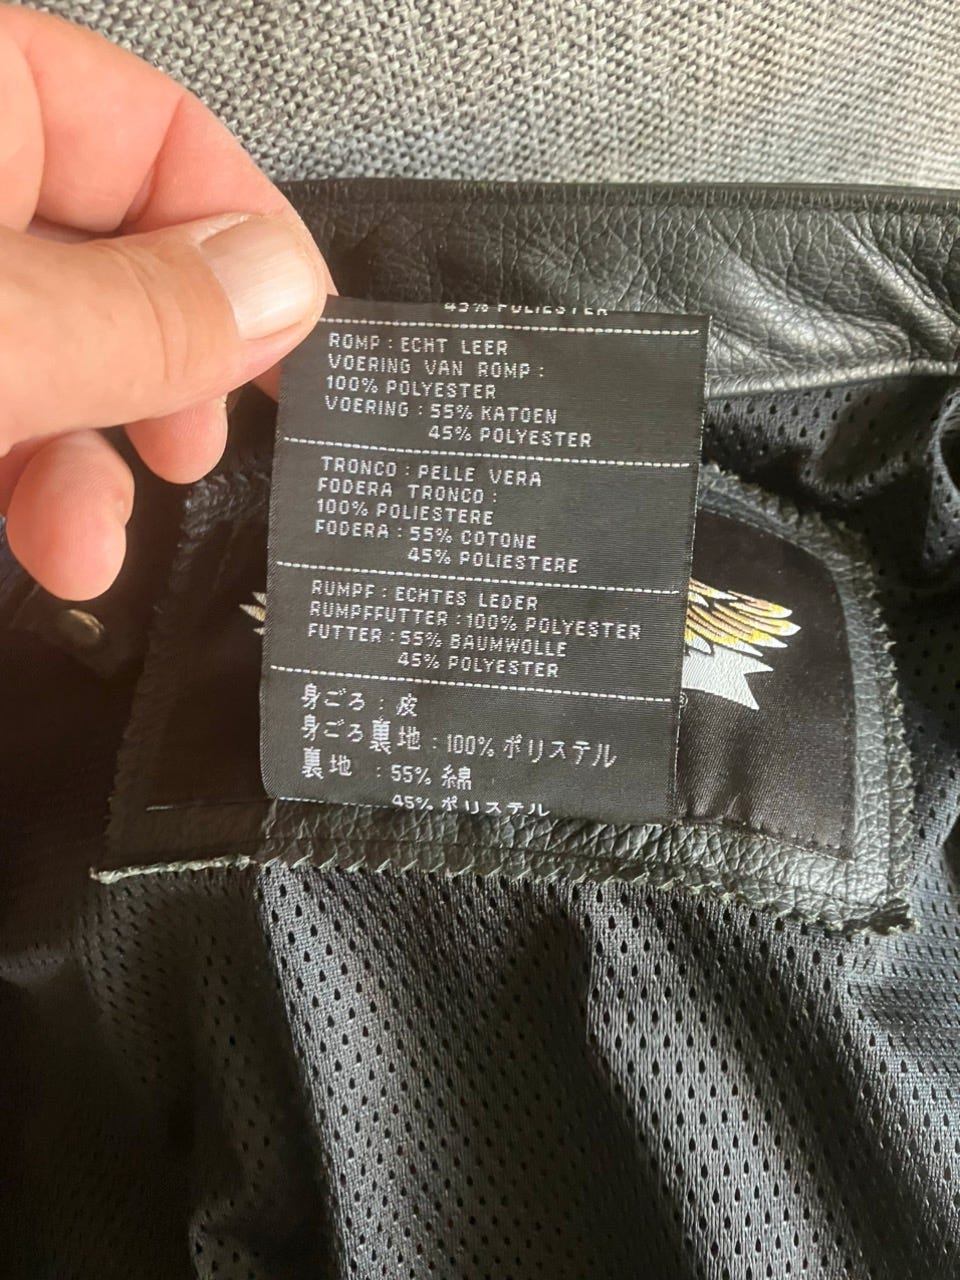 45% POLIESTER
ROMP : ECHT LEER
VOERING VAN ROMP :
100% POLYESTER
VOERING : 55% KATOEN
45% POLYESTER
TRONCO : PELLE VERA
FODERA TRONCO :
100% POLIESTERE
FODERA : 55% COTONE
45% POLIESTERE
RUMPF : ECHTES LEDER
RUMPFFUTTER : 100% POLYESTER
FUTTER : 55% BAUMWOLLE
45% POLYESTER
身ごろ : 皮
身ごろ裏地 : 100% ポリステル
裏地 : 55% 綿
45% ポリステル
®